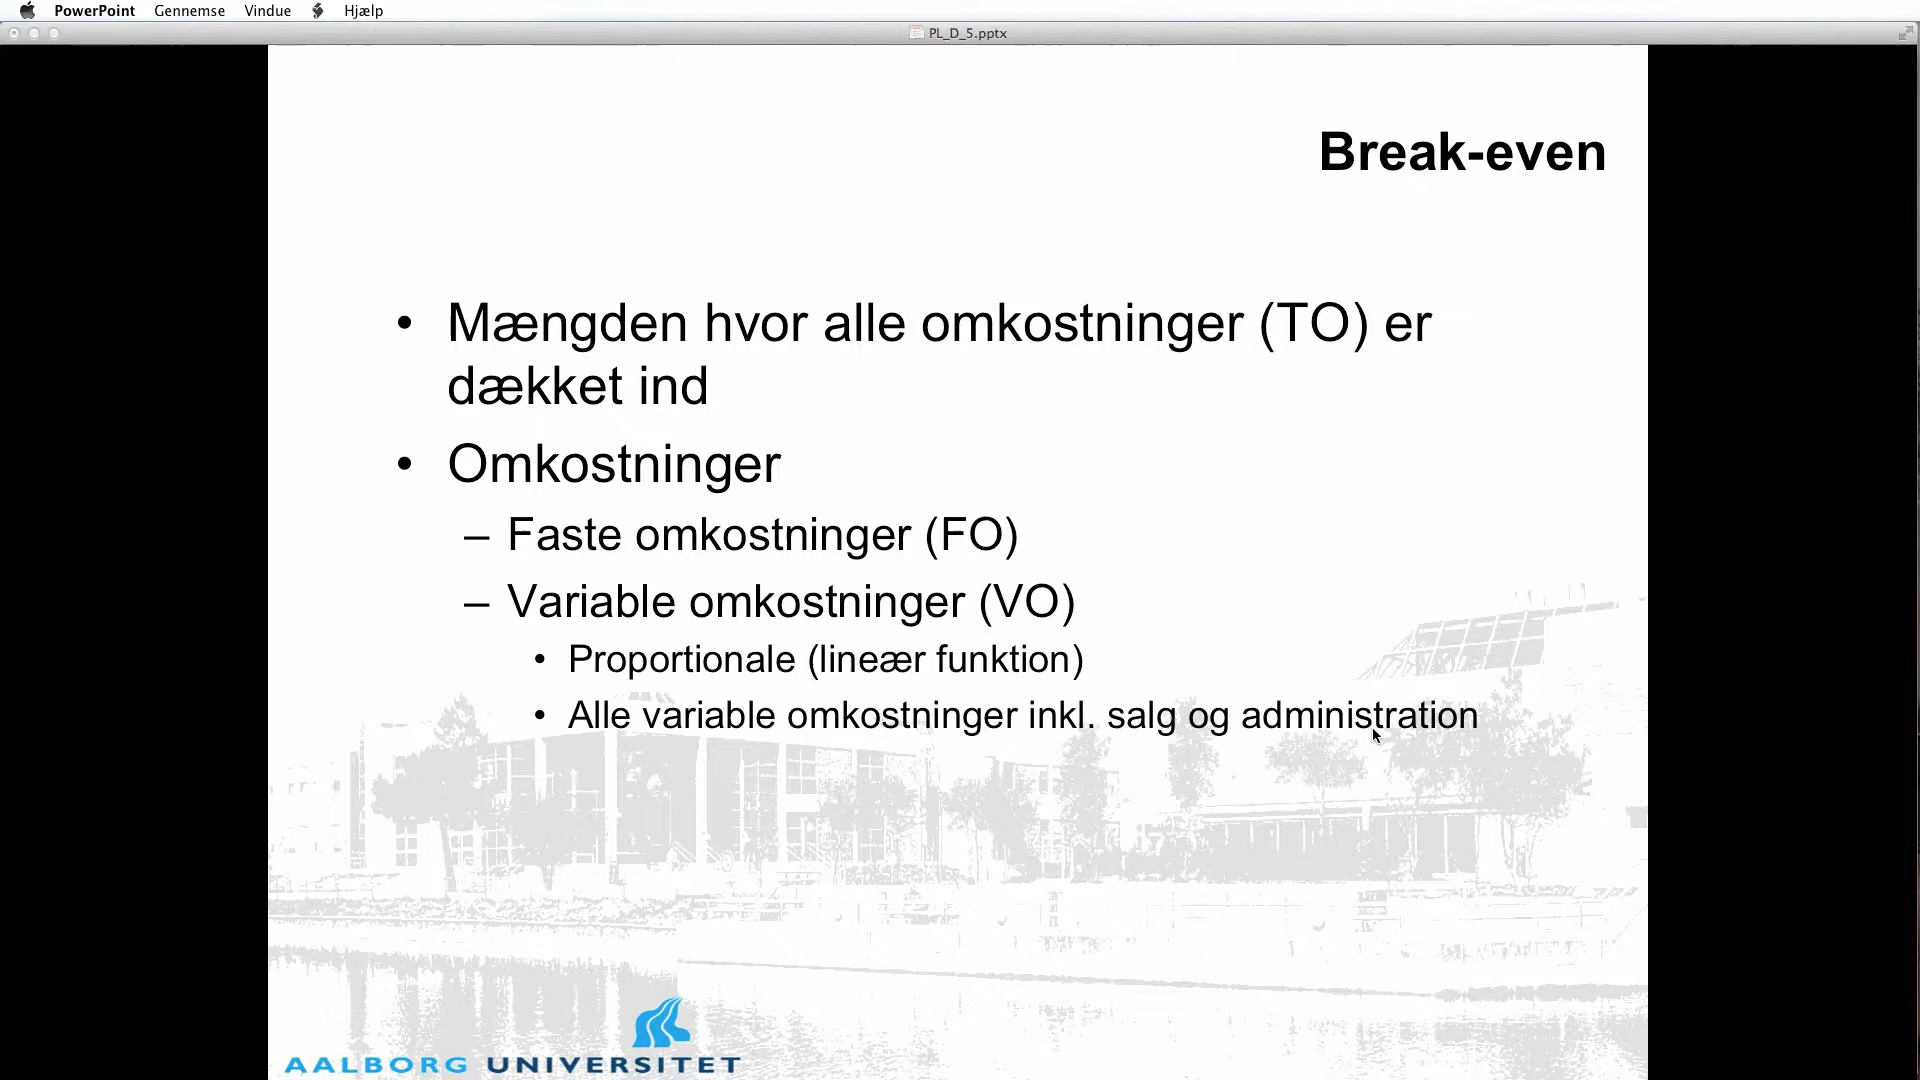 PowerPoint Gennemse Vindue Hjælp
PL_D_5.pptx
Break-even
• Mængden hvor alle omkostninger (TO) er
dækket ind
• Omkostninger
– Faste omkostninger (FO)
– Variable omkostninger (VO)
• Proportionale (lineær funktion)
• Alle variable omkostninger inkl. salg og administration
AALBORG UNIVERSITET